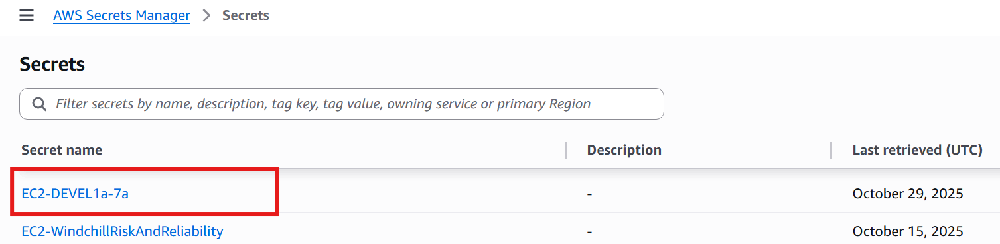 AWS Secrets Manager > Secrets
Secrets
Filter secrets by name, description, tag key, tag value, owning service or primary Region
Secret name Description Last retrieved (UTC)
EC2-DEVEL1a-7a - October 29, 2025
EC2-WindchillRiskAndReliability - October 15, 2025